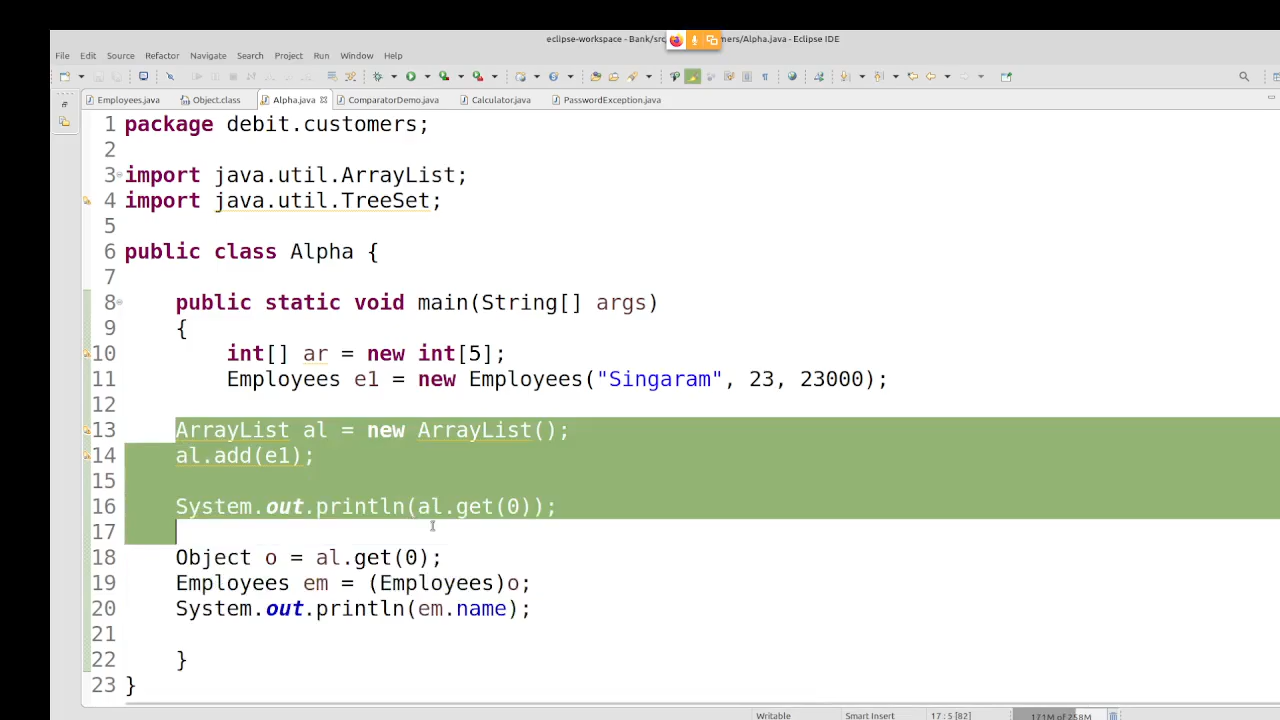 eclipse-workspace - Bank/src mers/Alpha.java - Eclipse IDE
File Edit Source Refactor Navigate Search Project Run Window Help
Employees.java Object.class Alpha.java ComparatorDemo.java Calculator.java PasswordException.java
1 package debit.customers;
2
3 import java.util.ArrayList;
4 import java.util.TreeSet;
5
6 public class Alpha {
7
8 public static void main(String[] args)
9 {
10 int[] ar = new int[5];
11 Employees e1 = new Employees("Singaram", 23, 23000);
12
13 ArrayList al = new ArrayList();
14 al.add(e1);
15
16 System.out.println(al.get(0));
17
18 Object o = al.get(0);
19 Employees em = (Employees)o;
20 System.out.println(em.name);
21
22 }
23 }
Writable Smart Insert 17 : 5 [82] 171M of 258M